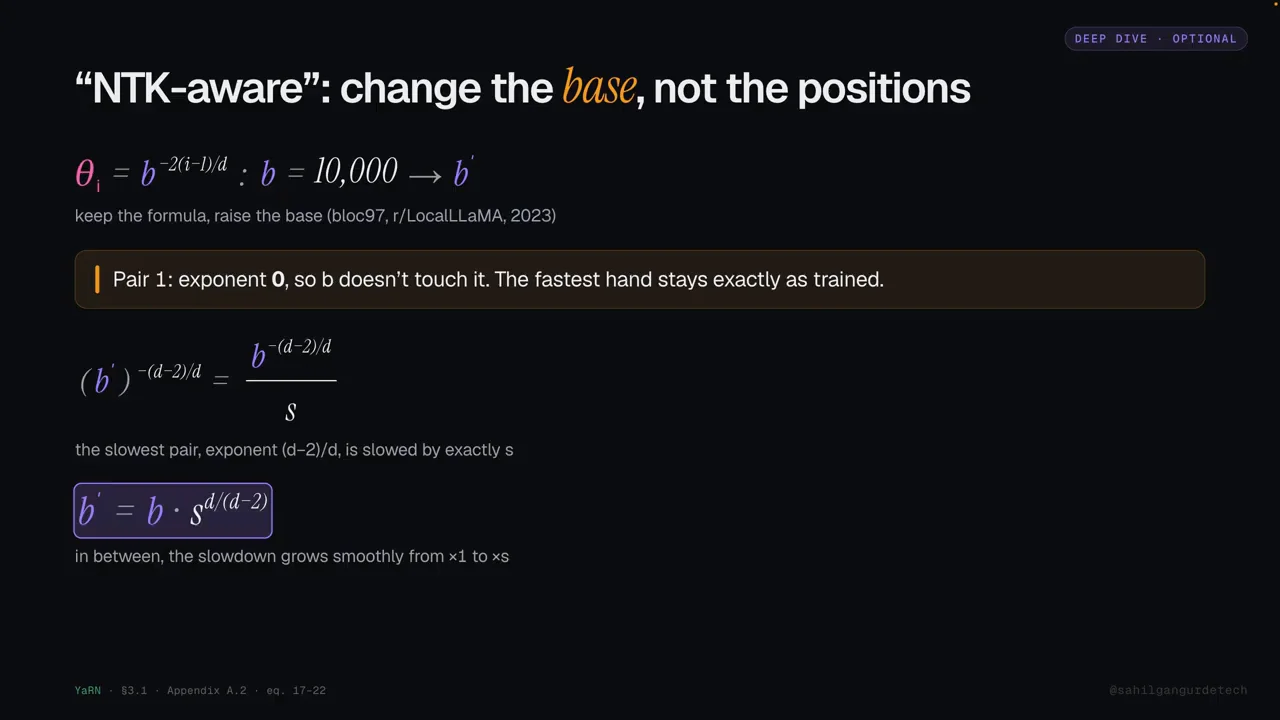 DEEP DIVE · OPTIONAL
“NTK-aware”: change the base, not the positions
θᵢ = b^−2(i−1)/d : b = 10,000 ⟶ b′
keep the formula, raise the base (bloc97, r/LocalLLaMA, 2023)
Pair 1: exponent 0, so b doesn’t touch it. The fastest hand stays exactly as trained.
(b′)^−(d−2)/d = b^−(d−2)/d / s
the slowest pair, exponent (d−2)/d, is slowed by exactly s
b′ = b · s^d/(d−2)
in between, the slowdown grows smoothly from ×1 to ×s
YaRN · §3.1 · Appendix A.2 · eq. 17–22
@sahilgangurdetech